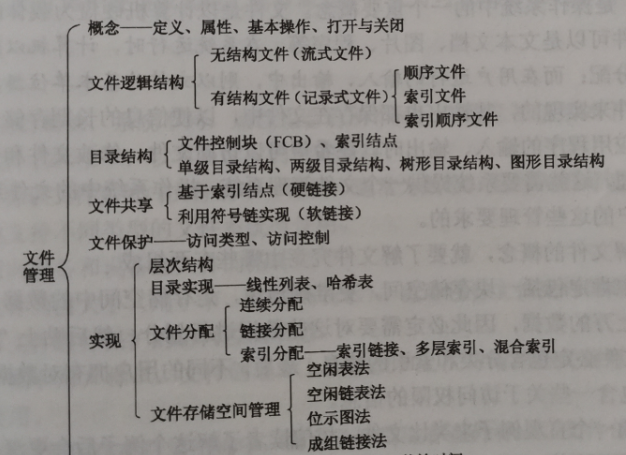 概念——定义、属性、基本操作、打开与关闭
无结构文件（流式文件）
文件逻辑结构
顺序文件
有结构文件（记录式文件）
索引文件
索引顺序文件
文件控制块（FCB）、索引结点
目录结构
单级目录结构、两级目录结构、树形目录结构、图形目录结构
基于索引结点（硬链接）
文件共享
利用符号链实现（软链接）
文件保护——访问类型、访问控制
文件
管理
层次结构
目录实现——线性列表、哈希表
连续分配
实现
文件分配
链接分配
索引分配——索引链接、多层索引、混合索引
空闲表法
空闲链表法
文件存储空间管理
位示图法
成组链接法